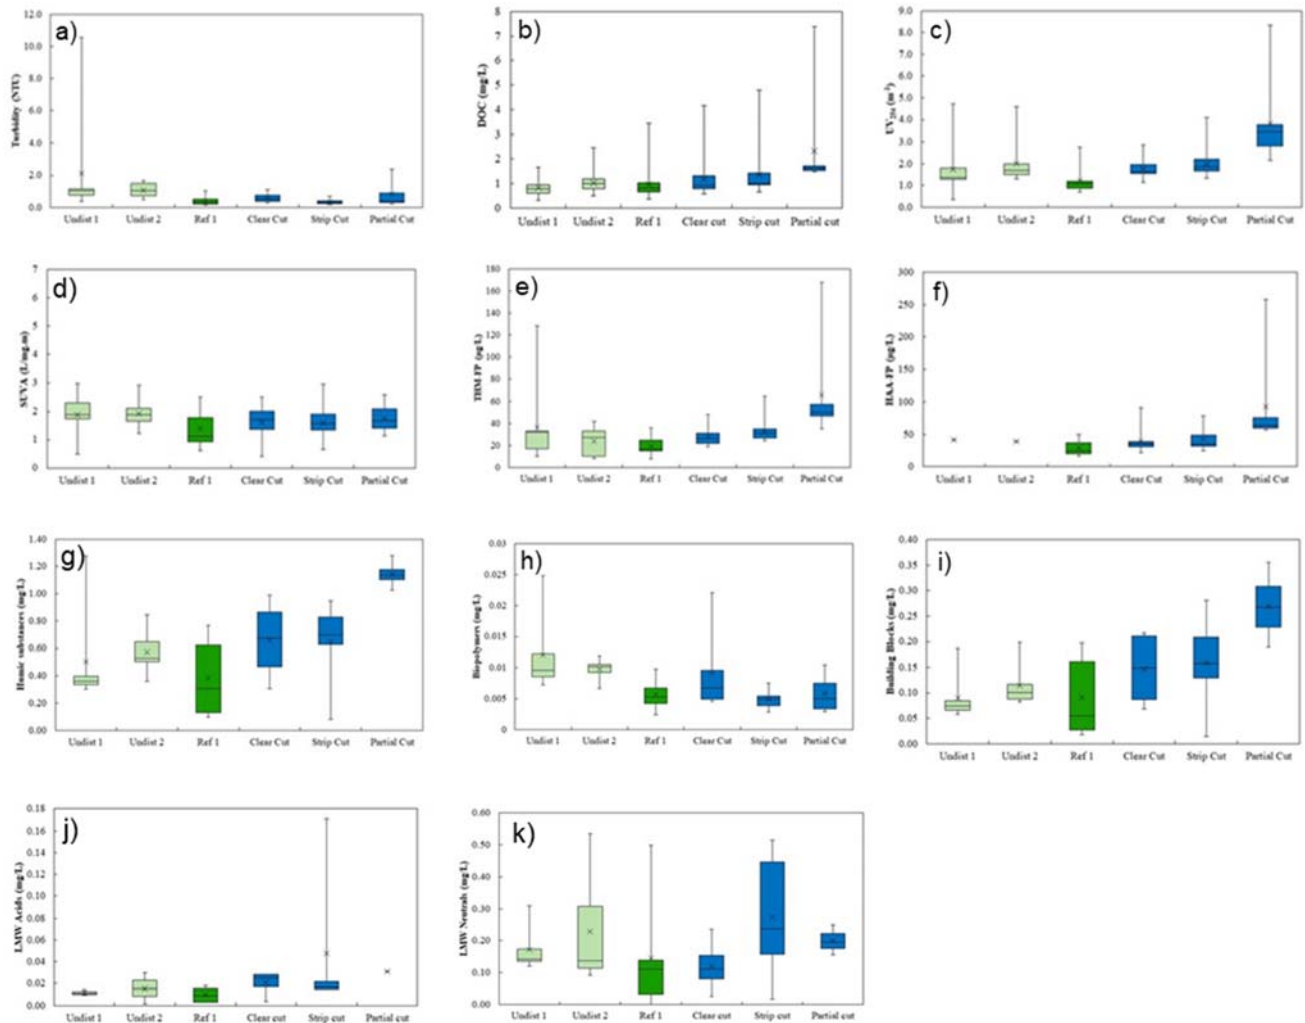 a)
Turbidity (NTU)
12.0
10.0
8.0
6.0
4.0
2.0
0.0
Undist 1 Undist 2 Ref 1 Clear Cut Strip Cut Partial Cut
b)
DOC (mg/L)
8
7
6
5
4
3
2
1
0
Undist 1 Undist 2 Ref 1 Clear cut Strip cut Partial cut
c)
UV254 (m-1)
9.0
8.0
7.0
6.0
5.0
4.0
3.0
2.0
1.0
0.0
Undist 1 Undist 2 Ref 1 Clear Cut Strip Cut Partial Cut
d)
SUVA (L/mg.m)
7
6
5
4
3
2
1
0
Undist 1 Undist 2 Ref 1 Clear Cut Strip Cut Partial Cut
e)
THM-FP (µg/L)
180
160
140
120
100
80
60
40
20
0
Undist 1 Undist 2 Ref 1 Clear Cut Strip Cut Partial Cut
f)
HAA-FP (µg/L)
300
250
200
150
100
50
0
Undist 1 Undist 2 Ref 1 Clear Cut Strip Cut Partial Cut
g)
Humic substances (mg/L)
1.40
1.20
1.00
0.80
0.60
0.40
0.20
0.00
Undist 1 Undist 2 Ref 1 Clear Cut Strip Cut Partial Cut
h)
Biopolymers (mg/L)
0.03
0.025
0.02
0.015
0.01
0.005
0
Undist 1 Undist 2 Ref 1 Clear Cut Strip Cut Partial Cut
i)
Building Blocks (mg/L)
0.40
0.35
0.30
0.25
0.20
0.15
0.10
0.05
0.00
Undist 1 Undist 2 Ref 1 Clear Cut Strip Cut Partial Cut
j)
LMW Acids (mg/L)
0.18
0.16
0.14
0.12
0.10
0.08
0.06
0.04
0.02
0.00
Undist 1 Undist 2 Ref 1 Clear cut Strip cut Partial cut
k)
LMW Neutrals (mg/L)
0.60
0.50
0.40
0.30
0.20
0.10
0.00
Undist 1 Undist 2 Ref 1 Clear cut Strip cut Partial cut